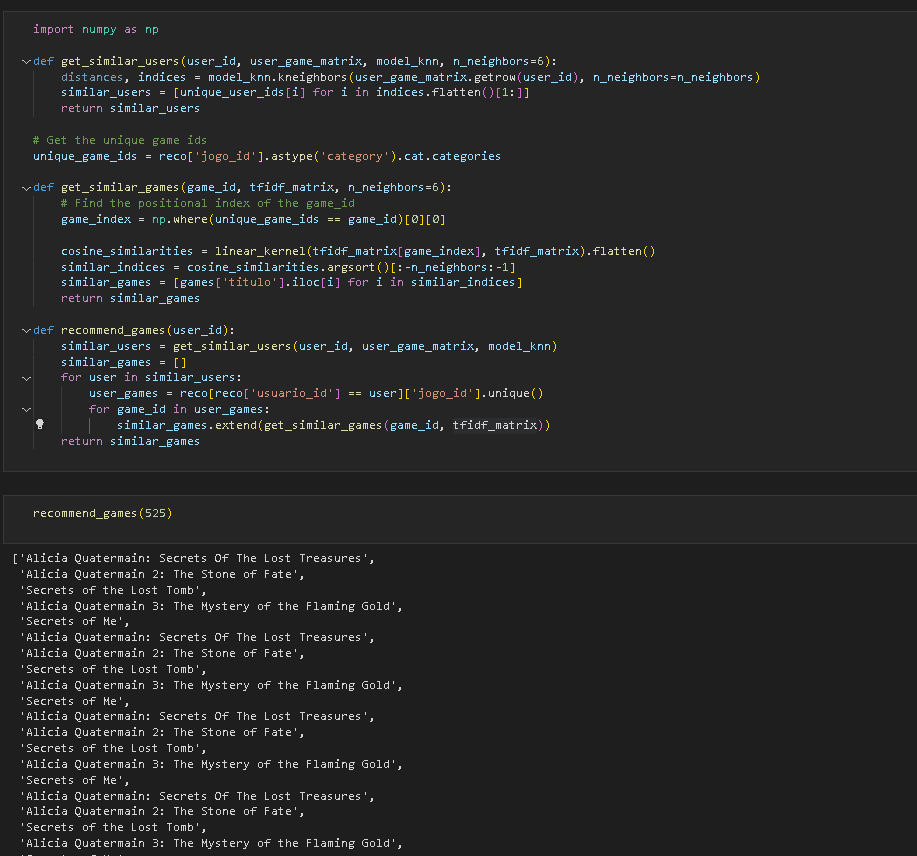 import numpy as np
def get_similar_users(user_id, user_game_matrix, model_knn, n_neighbors=6):
    distances, indices = model_knn.kneighbors(user_game_matrix.getrow(user_id), n_neighbors=n_neighbors)
    similar_users = [unique_user_ids[i] for i in indices.flatten()[1:]]
    return similar_users
# Get the unique game ids
unique_game_ids = reco['jogo_id'].astype('category').cat.categories
def get_similar_games(game_id, tfidf_matrix, n_neighbors=6):
    # Find the positional index of the game_id
    game_index = np.where(unique_game_ids == game_id)[0][0]
    cosine_similarities = linear_kernel(tfidf_matrix[game_index], tfidf_matrix).flatten()
    similar_indices = cosine_similarities.argsort()[:-n_neighbors:-1]
    similar_games = [games['titulo'].iloc[i] for i in similar_indices]
    return similar_games
def recommend_games(user_id):
    similar_users = get_similar_users(user_id, user_game_matrix, model_knn)
    similar_games = []
    for user in similar_users:
        user_games = reco[reco['usuario_id'] == user]['jogo_id'].unique()
        for game_id in user_games:
            similar_games.extend(get_similar_games(game_id, tfidf_matrix))
    return similar_games
recommend_games(525)
['Alicia Quatermain: Secrets Of The Lost Treasures',
 'Alicia Quatermain 2: The Stone of Fate',
 'Secrets of the Lost Tomb',
 'Alicia Quatermain 3: The Mystery of the Flaming Gold',
 'Secrets of Me',
 'Alicia Quatermain: Secrets Of The Lost Treasures',
 'Alicia Quatermain 2: The Stone of Fate',
 'Secrets of the Lost Tomb',
 'Alicia Quatermain 3: The Mystery of the Flaming Gold',
 'Secrets of Me',
 'Alicia Quatermain: Secrets Of The Lost Treasures',
 'Alicia Quatermain 2: The Stone of Fate',
 'Secrets of the Lost Tomb',
 'Alicia Quatermain 3: The Mystery of the Flaming Gold',
 'Secrets of Me',
 'Alicia Quatermain: Secrets Of The Lost Treasures',
 'Alicia Quatermain 2: The Stone of Fate',
 'Secrets of the Lost Tomb',
 'Alicia Quatermain 3: The Mystery of the Flaming Gold',